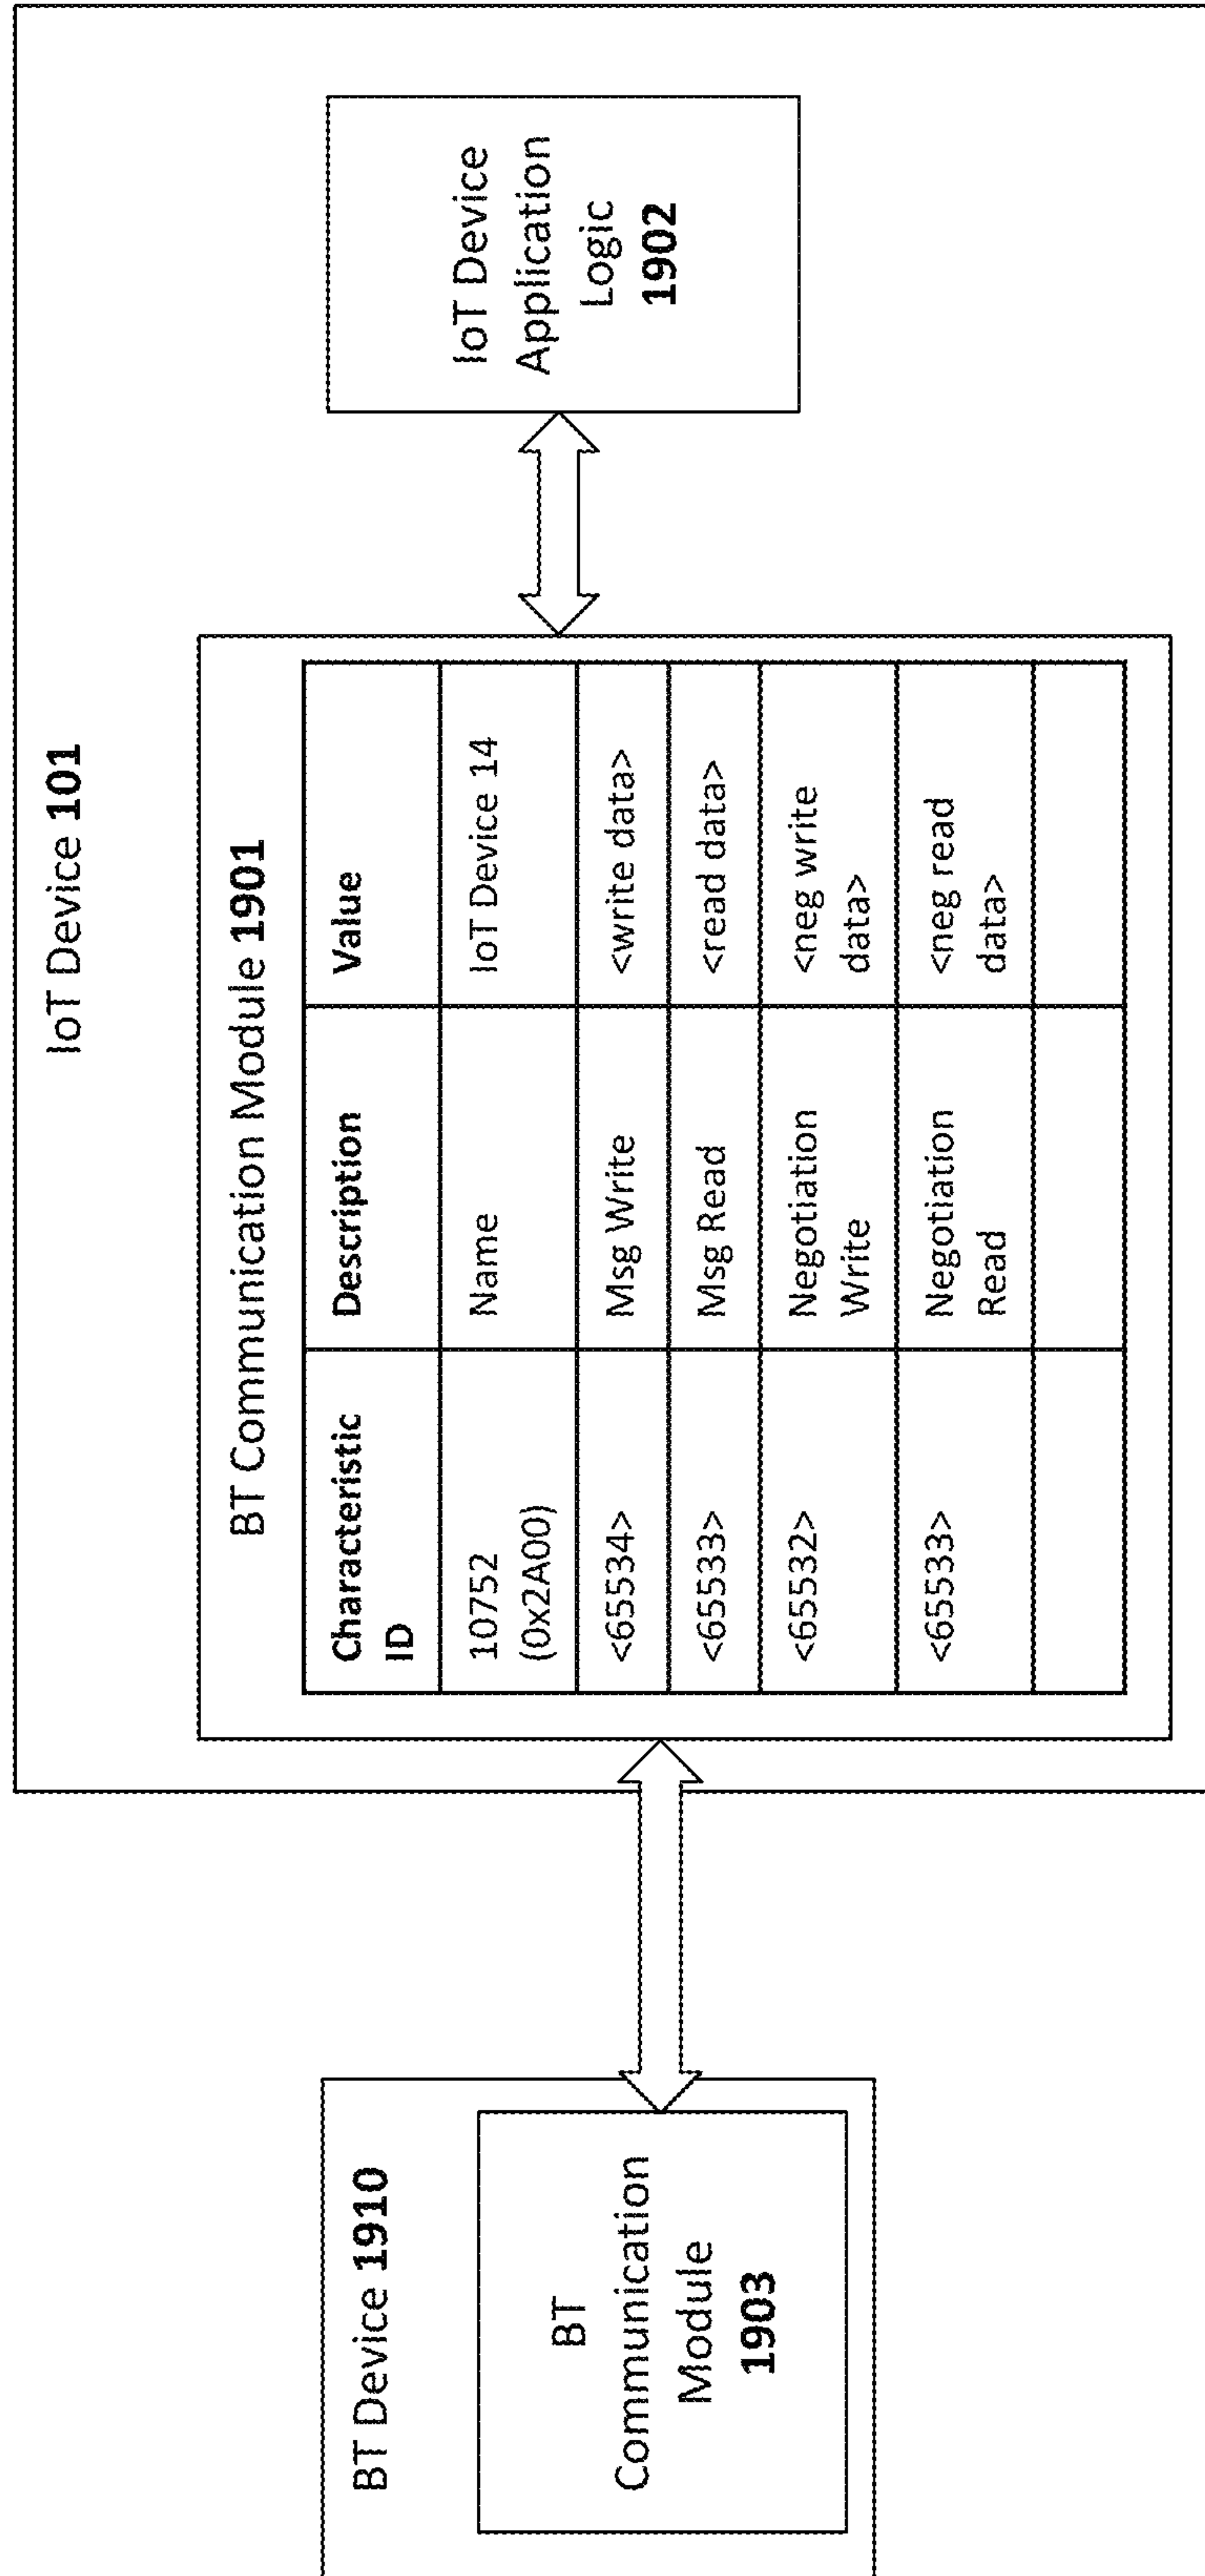 IoT Device 101
BT Device 1910
BT
Communication
Module
1903
BT Communication Module 1901
Characteristic
ID
Description
Value
10752
(0x2A00)
Name
IoT Device 14
<65534>
Msg Write
<write data>
<65533>
Msg Read
<read data>
<65532>
Negotiation
Write
<neg write
data>
<65533>
Negotiation
Read
<neg read
data>
IoT Device
Application
Logic
1902